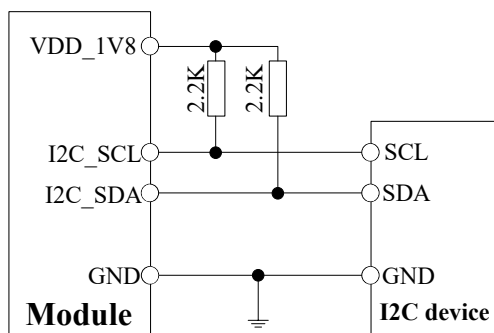 VDD_1V8
2.2K
2.2K
I2C_SCL
SCL
I2C_SDA
SDA
GND
GND
Module
I2C device